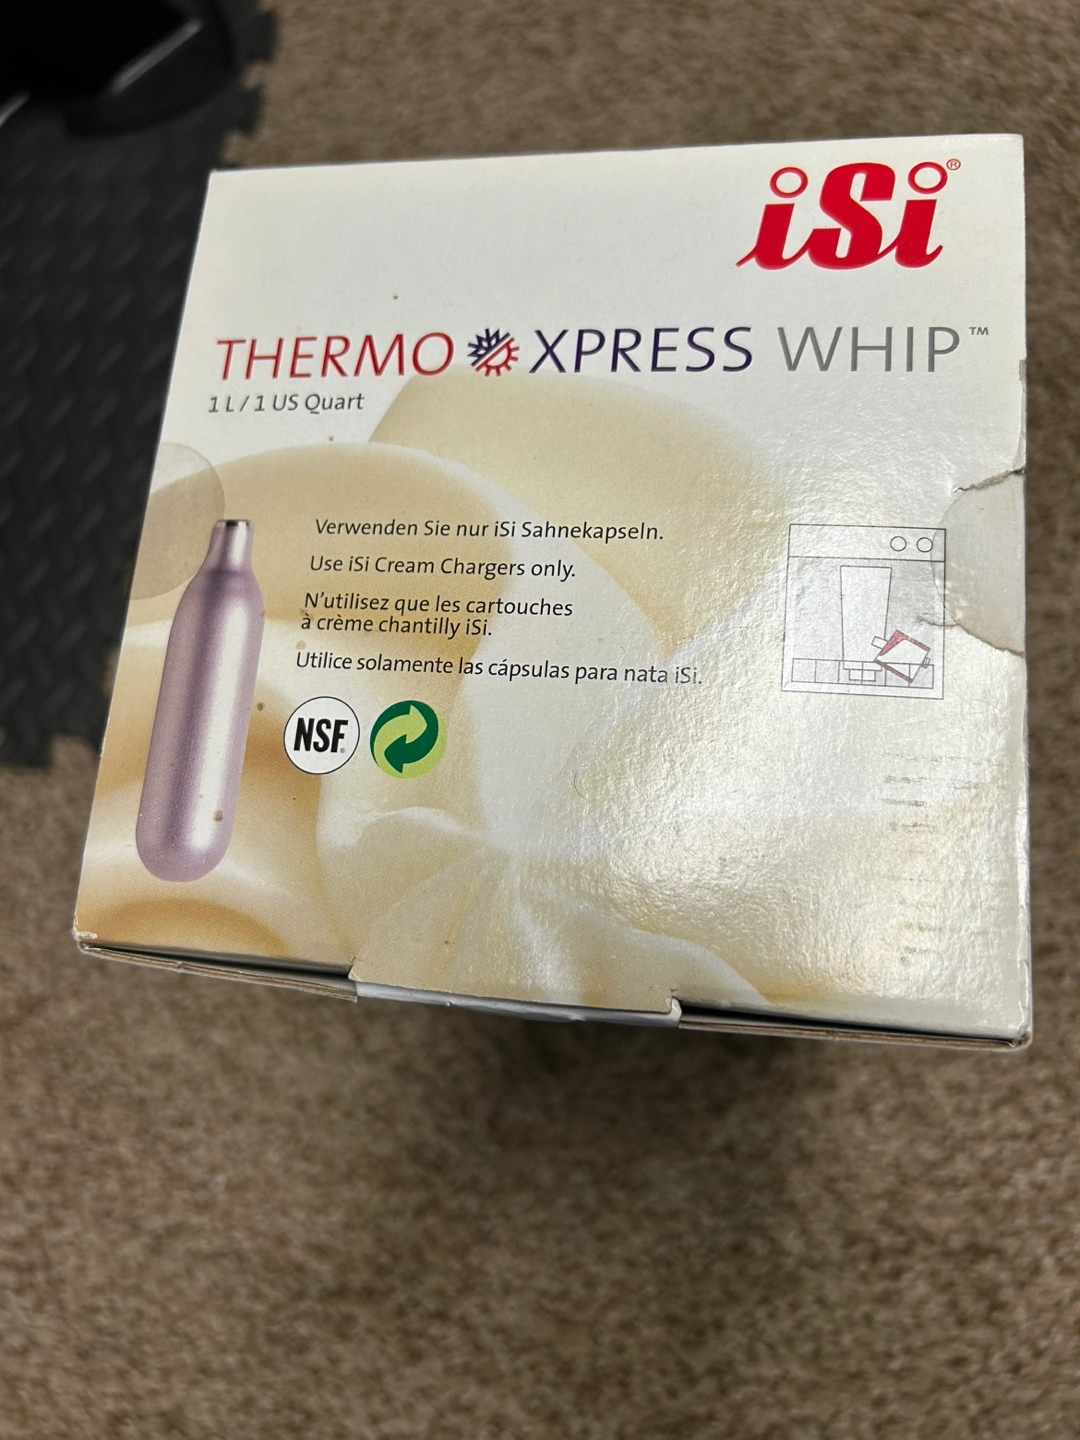 iSi®
THERMO XPRESS WHIP™
1 L / 1 US Quart
Verwenden Sie nur iSi Sahnekapseln.
Use iSi Cream Chargers only.
N'utilisez que les cartouches
à crème chantilly iSi.
Utilice solamente las cápsulas para nata iSi.
NSF®